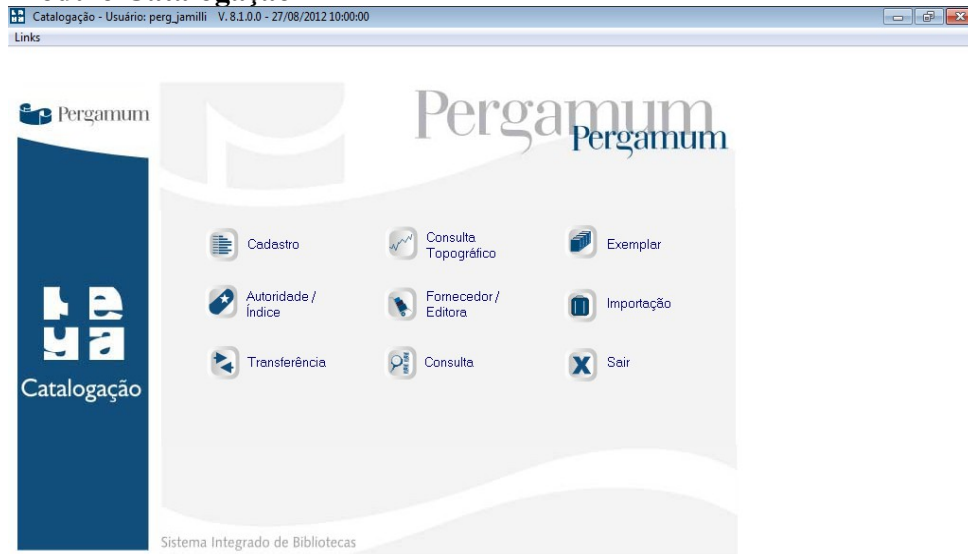 Catalogação - Usuário: perg_jamilli V. 8.1.0.0 - 27/08/2012 10:00:00
Links
Pergamum
Pergamum
Pergamum
Cadastro
Consulta
Topográfico
Exemplar
Autoridade /
Índice
Fornecedor /
Editora
Importação
Transferência
Consulta
Sair
Catalogação
Sistema Integrado de Bibliotecas